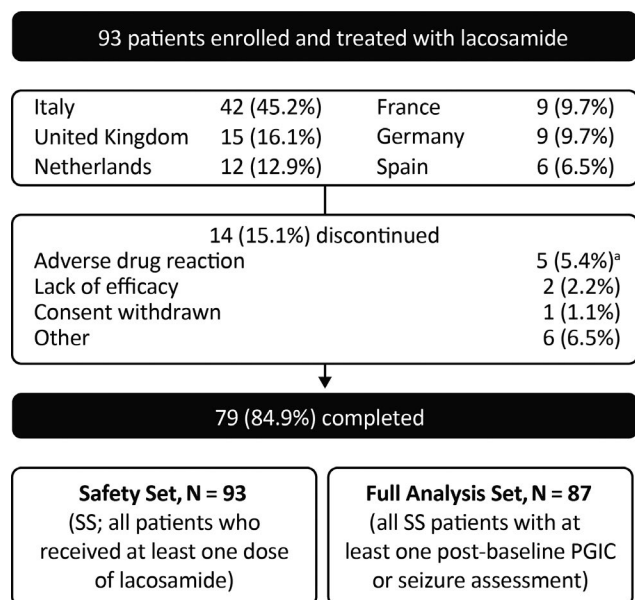 93 patients enrolled and treated with lacosamide
Italy 42 (45.2%) France 9 (9.7%)
United Kingdom 15 (16.1%) Germany 9 (9.7%)
Netherlands 12 (12.9%) Spain 6 (6.5%)
14 (15.1%) discontinued
Adverse drug reaction 5 (5.4%)ᵃ
Lack of efficacy 2 (2.2%)
Consent withdrawn 1 (1.1%)
Other 6 (6.5%)
79 (84.9%) completed
Safety Set, N = 93
(SS; all patients who
received at least one dose
of lacosamide)
Full Analysis Set, N = 87
(all SS patients with at
least one post-baseline PGIC
or seizure assessment)